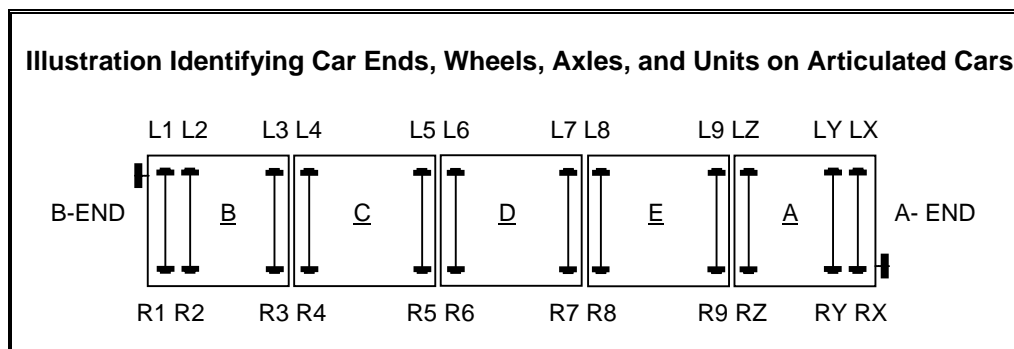 Illustration Identifying Car Ends, Wheels, Axles, and Units on Articulated Cars
L1 L2 L3 L4 L5 L6 L7 L8 L9 LZ LY LX
B-END B C D E A A- END
R1 R2 R3 R4 R5 R6 R7 R8 R9 RZ RY RX